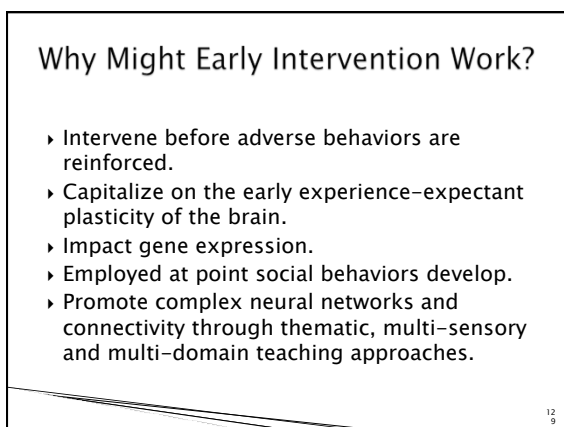 Why Might Early Intervention Work?
‣ Intervene before adverse behaviors are
reinforced.
‣ Capitalize on the early experience-expectant
plasticity of the brain.
‣ Impact gene expression.
‣ Employed at point social behaviors develop.
‣ Promote complex neural networks and
connectivity through thematic, multi-sensory
and multi-domain teaching approaches.
12
9